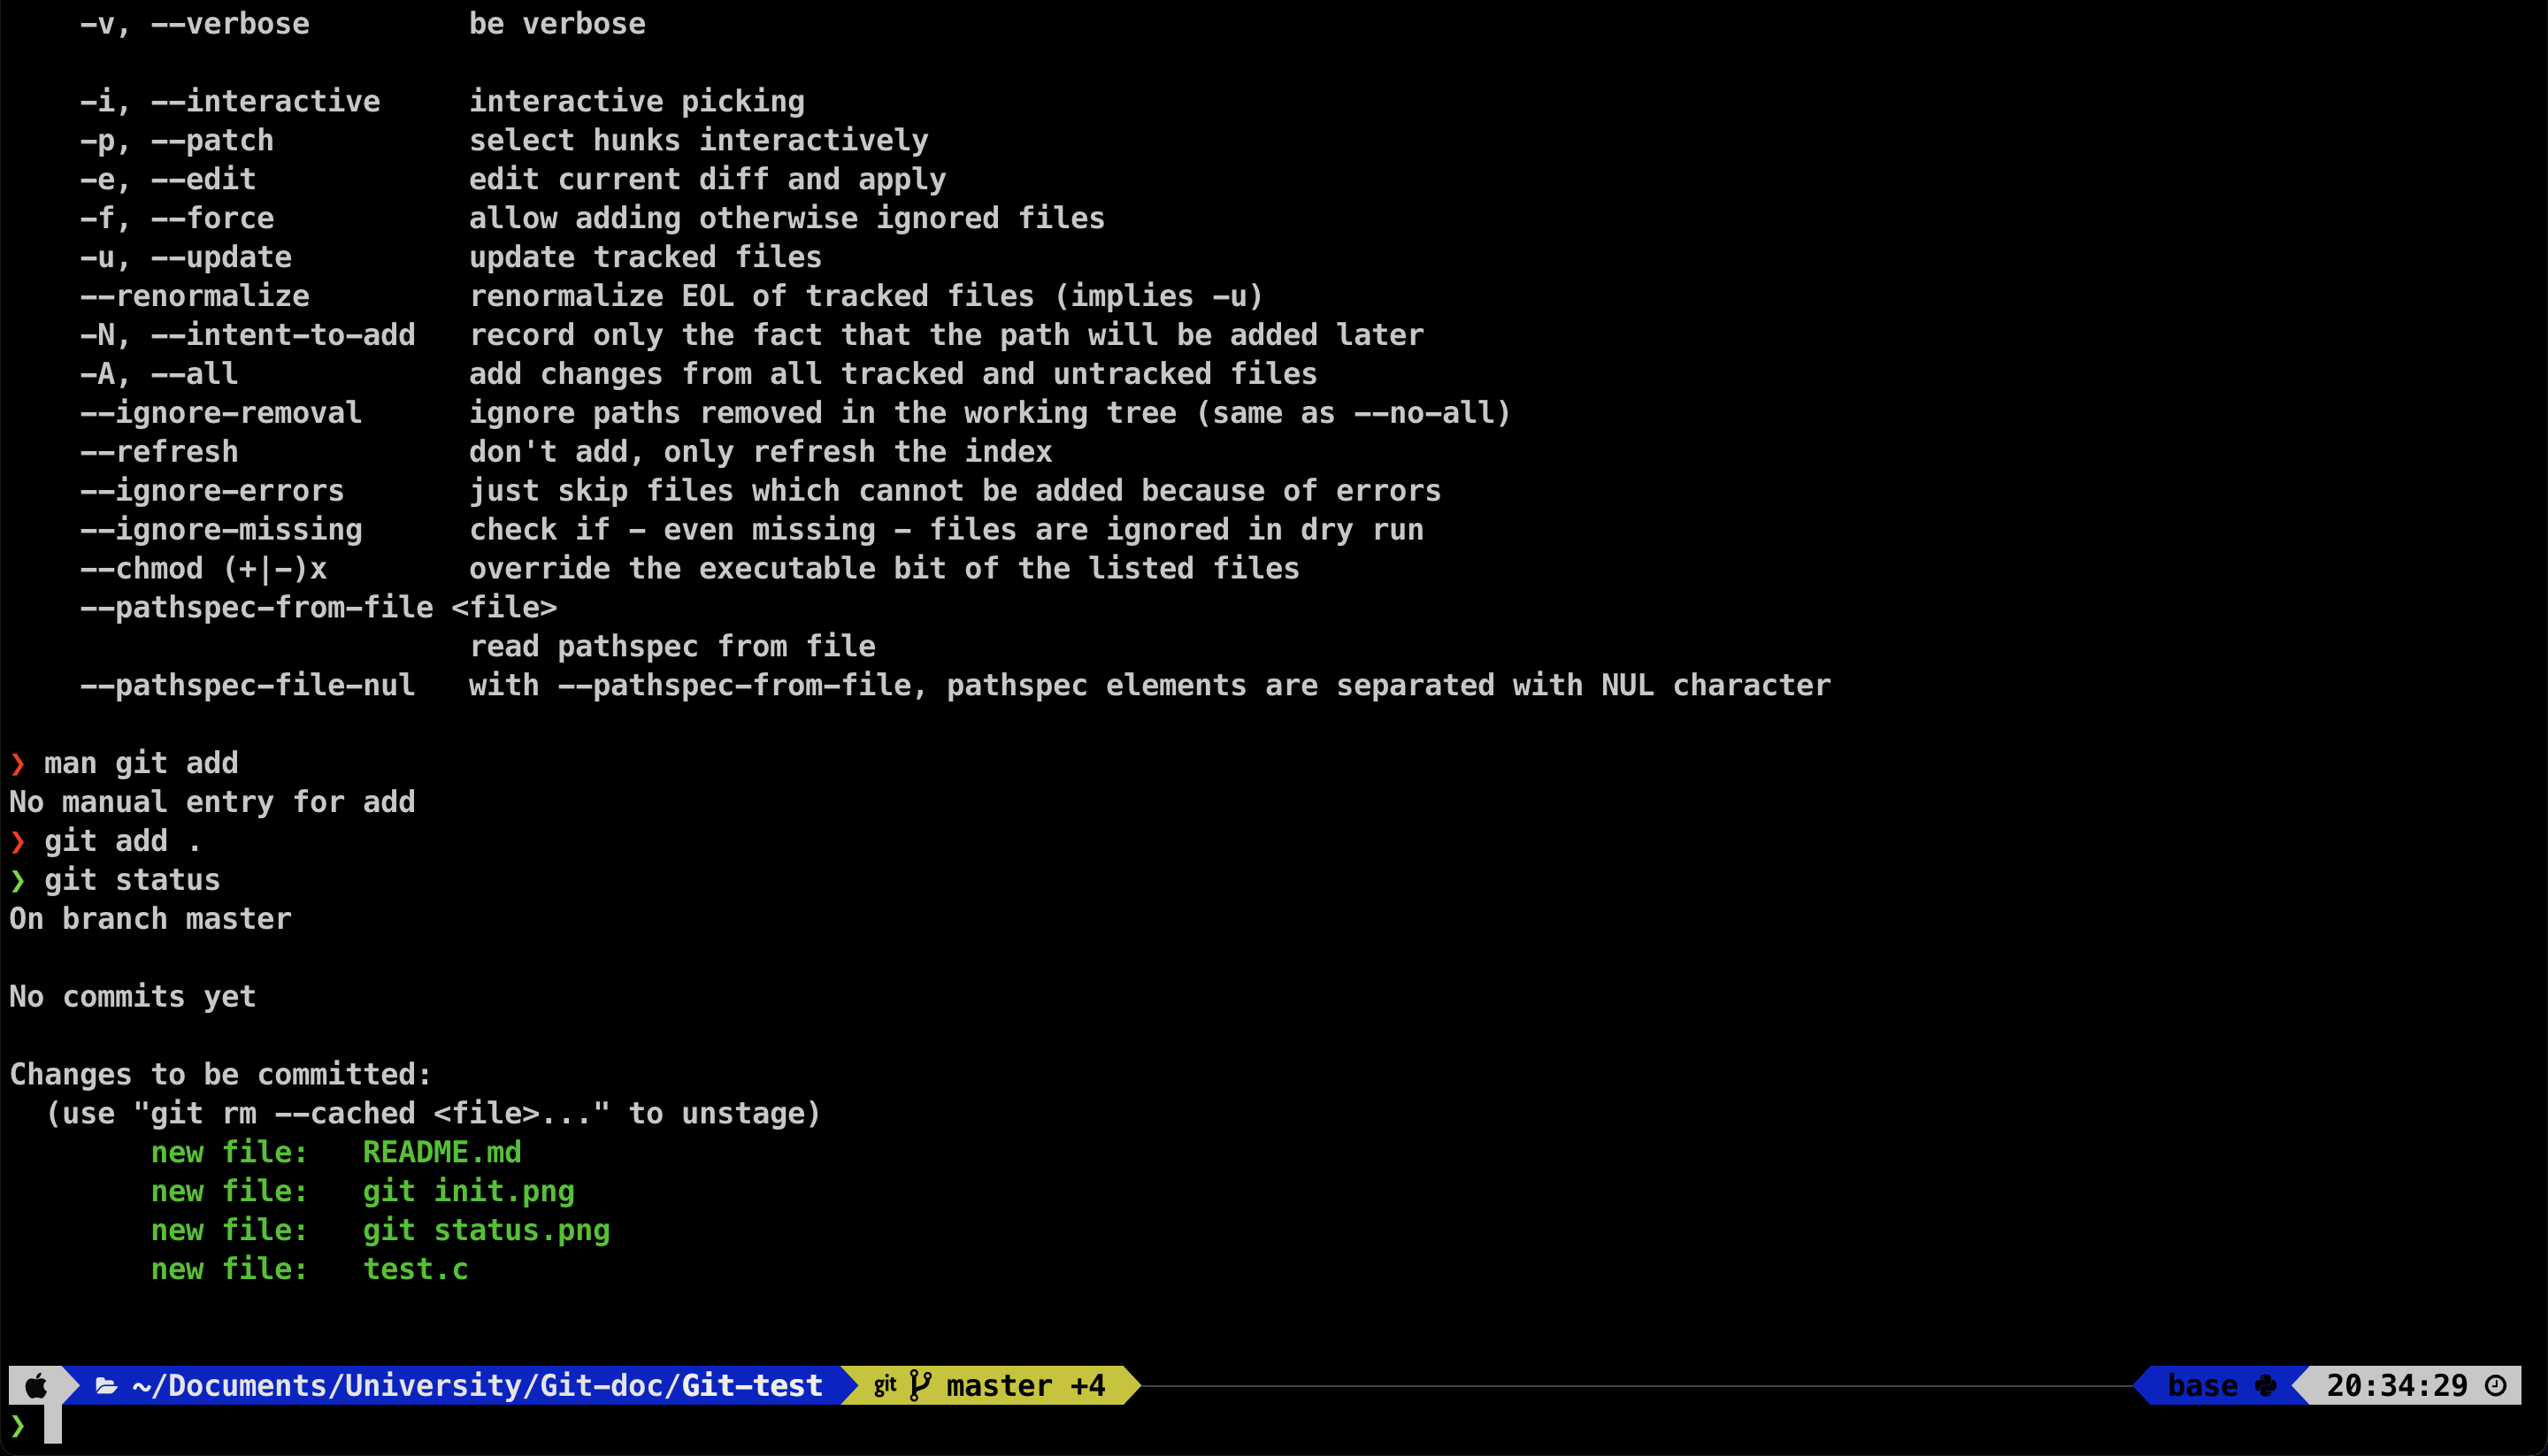 -v, --verbose         be verbose

    -i, --interactive     interactive picking
    -p, --patch           select hunks interactively
    -e, --edit            edit current diff and apply
    -f, --force           allow adding otherwise ignored files
    -u, --update          update tracked files
    --renormalize         renormalize EOL of tracked files (implies -u)
    -N, --intent-to-add   record only the fact that the path will be added later
    -A, --all             add changes from all tracked and untracked files
    --ignore-removal      ignore paths removed in the working tree (same as --no-all)
    --refresh             don't add, only refresh the index
    --ignore-errors       just skip files which cannot be added because of errors
    --ignore-missing      check if - even missing - files are ignored in dry run
    --chmod (+|-)x        override the executable bit of the listed files
    --pathspec-from-file <file>
                          read pathspec from file
    --pathspec-file-nul   with --pathspec-from-file, pathspec elements are separated with NUL character

❯ man git add
No manual entry for add
❯ git add .
❯ git status
On branch master

No commits yet

Changes to be committed:
  (use "git rm --cached <file>..." to unstage)
        new file:   README.md
        new file:   git init.png
        new file:   git status.png
        new file:   test.c

~/Documents/University/Git-doc/Git-test git master +4 base 20:34:29
❯